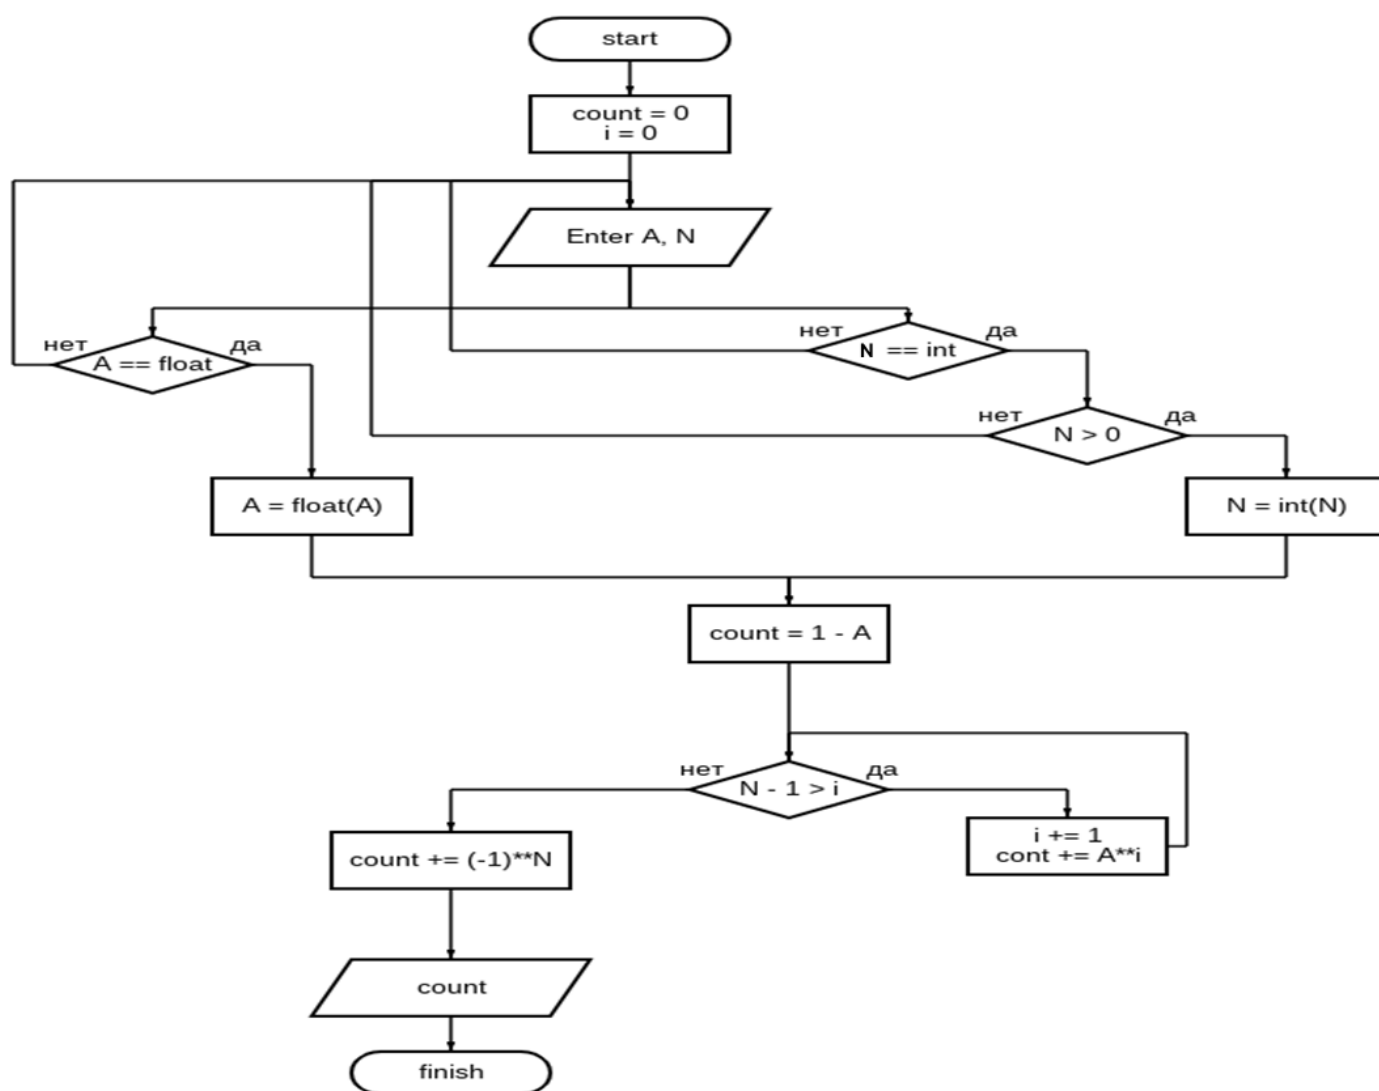 start
count = 0
i = 0
Enter A, N
нет
да
A == float
нет
да
N == int
нет
да
N > 0
A = float(A)
N = int(N)
count = 1 - A
нет
да
N - 1 > i
i += 1
cont += A**i
count += (-1)**N
count
finish